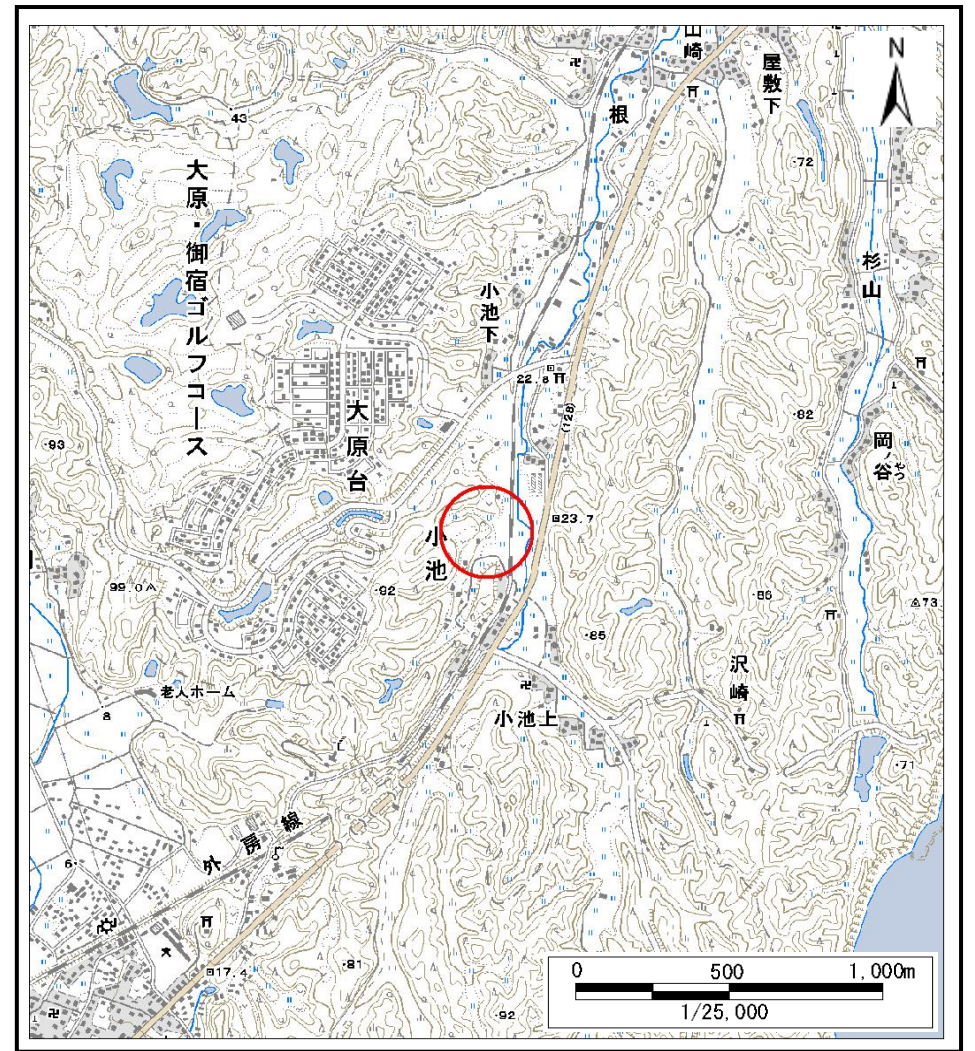 N
山崎
屋敷下
根
43
72
大原・御宿ゴルフコース
杉山
小池下
22.8
(128)
大原台
82
岡ノ谷
やつ
93
23.7
小池
99.0
92
86
73.
85
沢崎
老人ホーム
8
小池上
71
外房線
6
17.4
81
92
0 500 1,000m
1/25,000